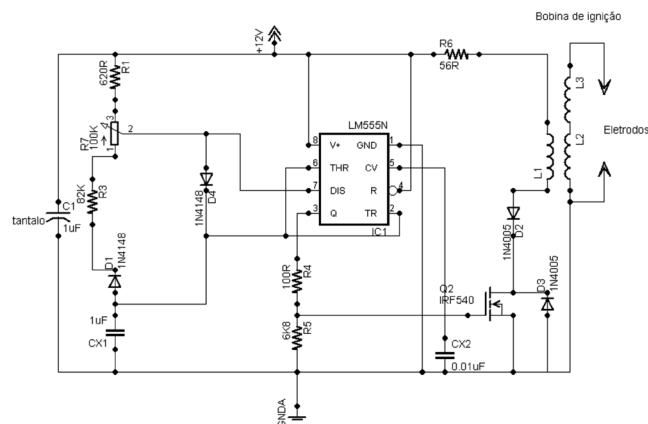 Bobina de ignição
+12V
R6
56R
620R
R1
LM555N
L3
R7
100K
3
2
1
8
V+
GND
1
6
THR
CV
5
7
DIS
R
4
3
Q
TR
2
IC1
Eletrodos
L1
L2
82K
R3
1N4148
D4
C1
tantalo
1uF
D1
1N4148
D2
1N4005
100R
R4
Q2
IRF540
D3
1N4005
1uF
CX1
6K8
R5
CX2
0.01uF
GNDA